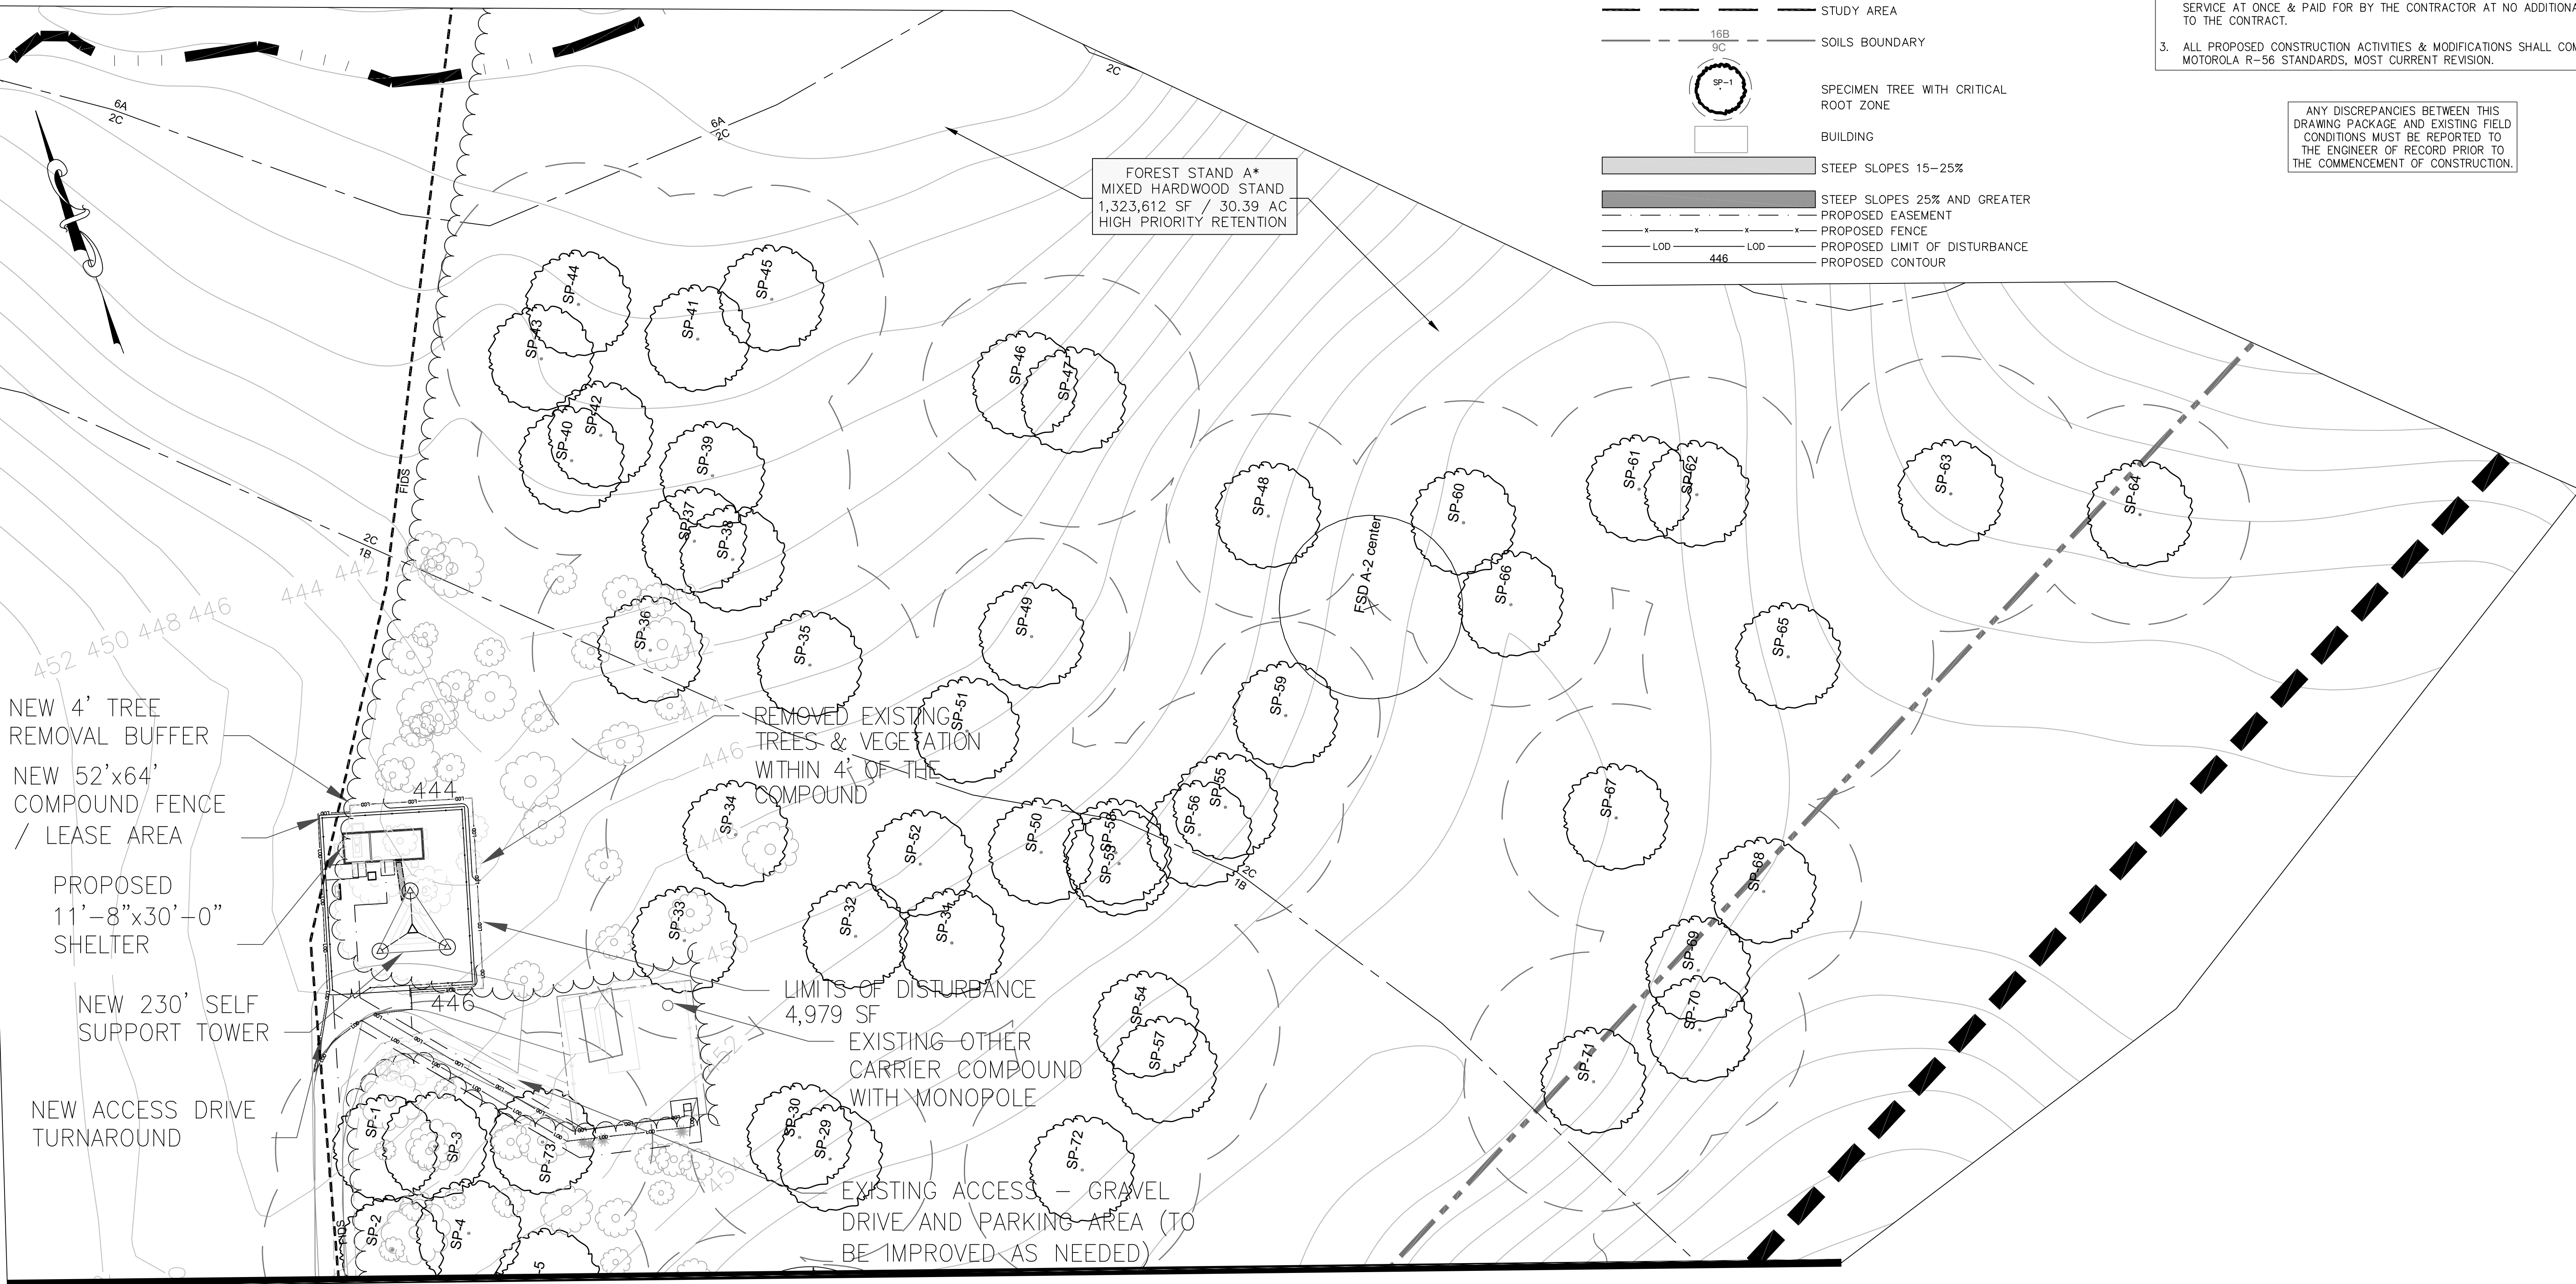 STUDY AREA
16B
9C
SOILS BOUNDARY
SP-1
SPECIMEN TREE WITH CRITICAL
ROOT ZONE
BUILDING
STEEP SLOPES 15-25%
STEEP SLOPES 25% AND GREATER
PROPOSED EASEMENT
X X X X
PROPOSED FENCE
LOD LOD
PROPOSED LIMIT OF DISTURBANCE
446
PROPOSED CONTOUR
SERVICE AT ONCE & PAID FOR BY THE CONTRACTOR AT NO
TO THE CONTRACT.
3. ALL PROPOSED CONSTRUCTION ACTIVITIES & MODIFICATIONS SHALL
MOTOROLA R-56 STANDARDS, MOST CURRENT REVISION.
ANY DISCREPANCIES BETWEEN THIS
DRAWING PACKAGE AND EXISTING FIELD
CONDITIONS MUST BE REPORTED TO
THE ENGINEER OF RECORD PRIOR TO
THE COMMENCEMENT OF CONSTRUCTION.
FOREST STAND A*
MIXED HARDWOOD STAND
1,323,612 SF / 30.39 AC
HIGH PRIORITY RETENTION
6A
2C
6A
2C
2C
SP-44
SP-45
SP-43
SP-41
SP-46
SP-47
SP-42
SP-40
SP-39
SP-37
SP-38
SP-48
FSD A-2 center
SP-60
SP-61
SP-62
SP-63
SP-64
SP-66
SP-65
FIDS
2C
1B
452 450 448 446 444 442
SP-36
SP-35
SP-49
442
SP-51
SP-59
444
446
SP-34
SP-52
SP-50
SP-58
SP-53
SP-56
SP-55
SP-67
SP-68
2C
1B
SP-33
SP-32
SP-31
SP-69
SP-70
SP-71
450
452
454
SP-54
SP-57
SP-72
SP-30
SP-29
SP-1
SP-3
SP-73
SP-2
SP-4
-5
FIDS
NEW 4' TREE
REMOVAL BUFFER
NEW 52'x64'
COMPOUND FENCE
/ LEASE AREA
PROPOSED
11'-8"x30'-0"
SHELTER
NEW 230' SELF
SUPPORT TOWER
NEW ACCESS DRIVE
TURNAROUND
444
446
REMOVED EXISTING
TREES & VEGETATION
WITHIN 4' OF THE
COMPOUND
LIMITS OF DISTURBANCE
4,979 SF
EXISTING OTHER
CARRIER COMPOUND
WITH MONOPOLE
EXISTING ACCESS - GRAVEL
DRIVE AND PARKING AREA (TO
BE IMPROVED AS NEEDED)